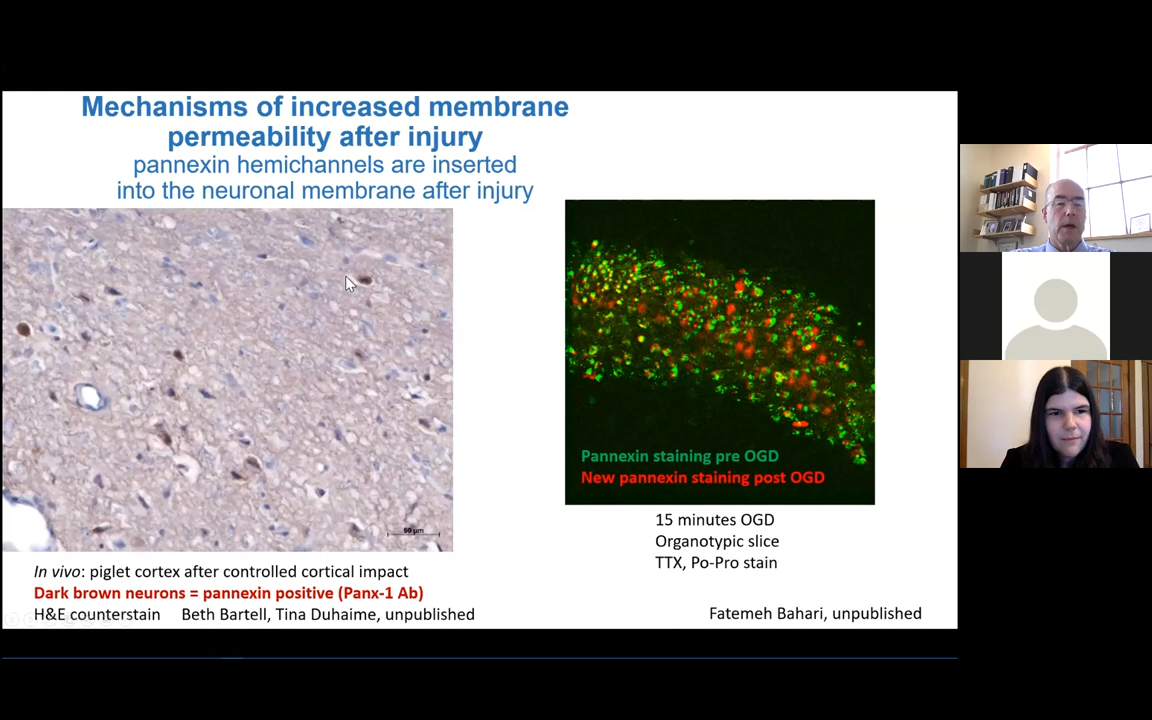 Mechanisms of increased membrane
permeability after injury
pannexin hemichannels are inserted
into the neuronal membrane after injury
50 µm
Pannexin staining pre OGD
New pannexin staining post OGD
15 minutes OGD
Organotypic slice
TTX, Po-Pro stain
In vivo: piglet cortex after controlled cortical impact
Dark brown neurons = pannexin positive (Panx-1 Ab)
H&E counterstain Beth Bartell, Tina Duhaime, unpublished
Fatemeh Bahari, unpublished